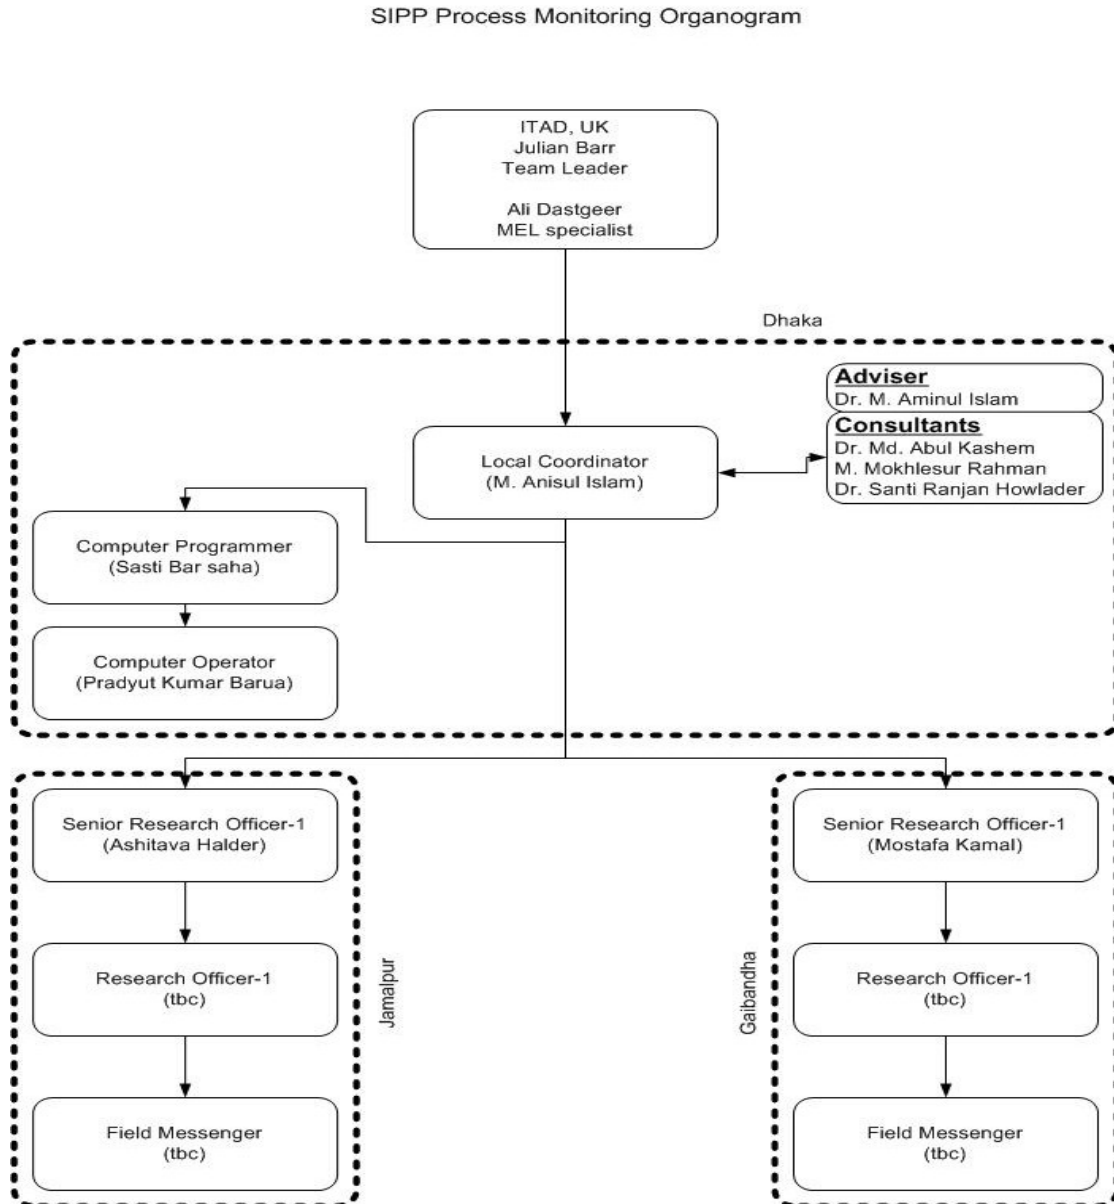 SIPP Process Monitoring Organogram
ITAD, UK
Julian Barr
Team Leader
Ali Dastgeer
MEL specialist
Dhaka
Adviser
Dr. M. Aminul Islam
Consultants
Dr. Md. Abul Kashem
M. Mokhlesur Rahman
Dr. Santi Ranjan Howlader
Local Coordinator
(M. Anisul Islam)
Computer Programmer
(Sasti Bar saha)
Computer Operator
(Pradyut Kumar Barua)
Senior Research Officer-1
(Ashitava Halder)
Research Officer-1
(tbc)
Field Messenger
(tbc)
Jamalpur
Senior Research Officer-1
(Mostafa Kamal)
Research Officer-1
(tbc)
Field Messenger
(tbc)
Gaibandha